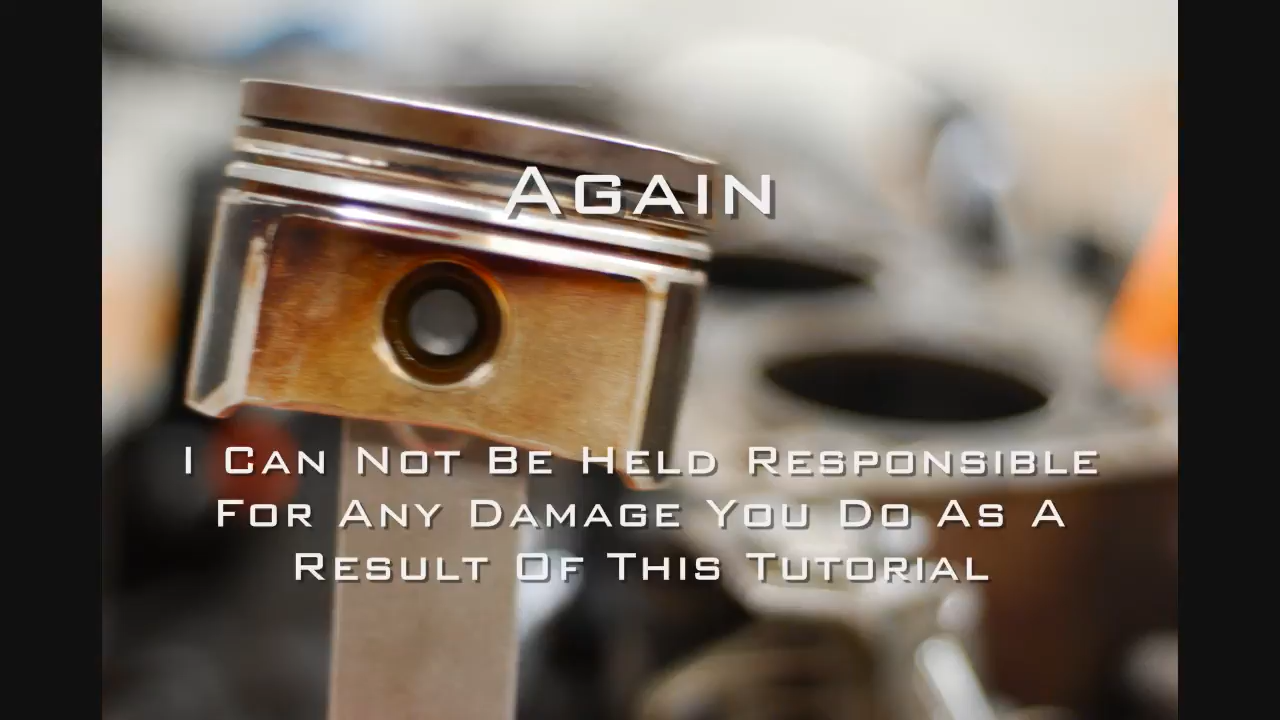 Again
I Can Not Be Held Responsible
For Any Damage You Do As A
Result Of This Tutorial